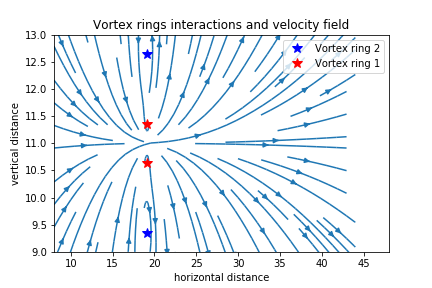 Vortex rings interactions and velocity field
Vortex ring 2
Vortex ring 1
vertical distance
13.0
12.5
12.0
11.5
11.0
10.5
10.0
9.5
9.0
10 15 20 25 30 35 40 45
horizontal distance